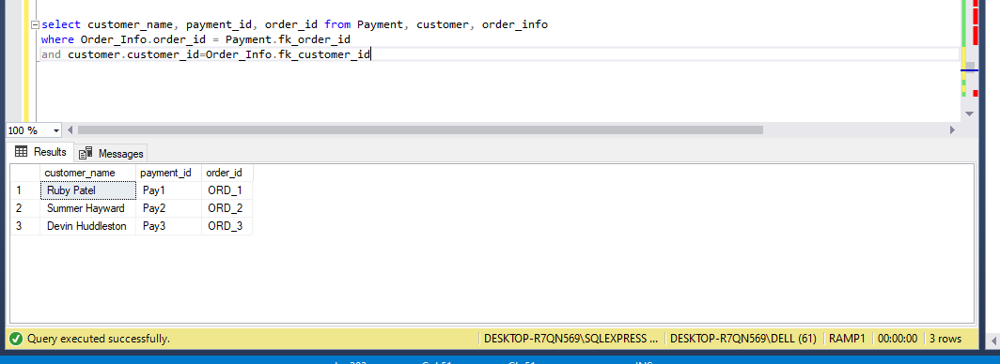 select customer_name, payment_id, order_id from Payment, customer, order_info
where Order_Info.order_id = Payment.fk_order_id
and customer.customer_id=Order_Info.fk_customer_id
100 %
Results Messages
customer_name payment_id order_id
1 Ruby Patel Pay1 ORD_1
2 Summer Hayward Pay2 ORD_2
3 Devin Huddleston Pay3 ORD_3
Query executed successfully. DESKTOP-R7QN569\SQLEXPRESS ... DESKTOP-R7QN569\DELL (61) RAMP1 00:00:00 3 rows